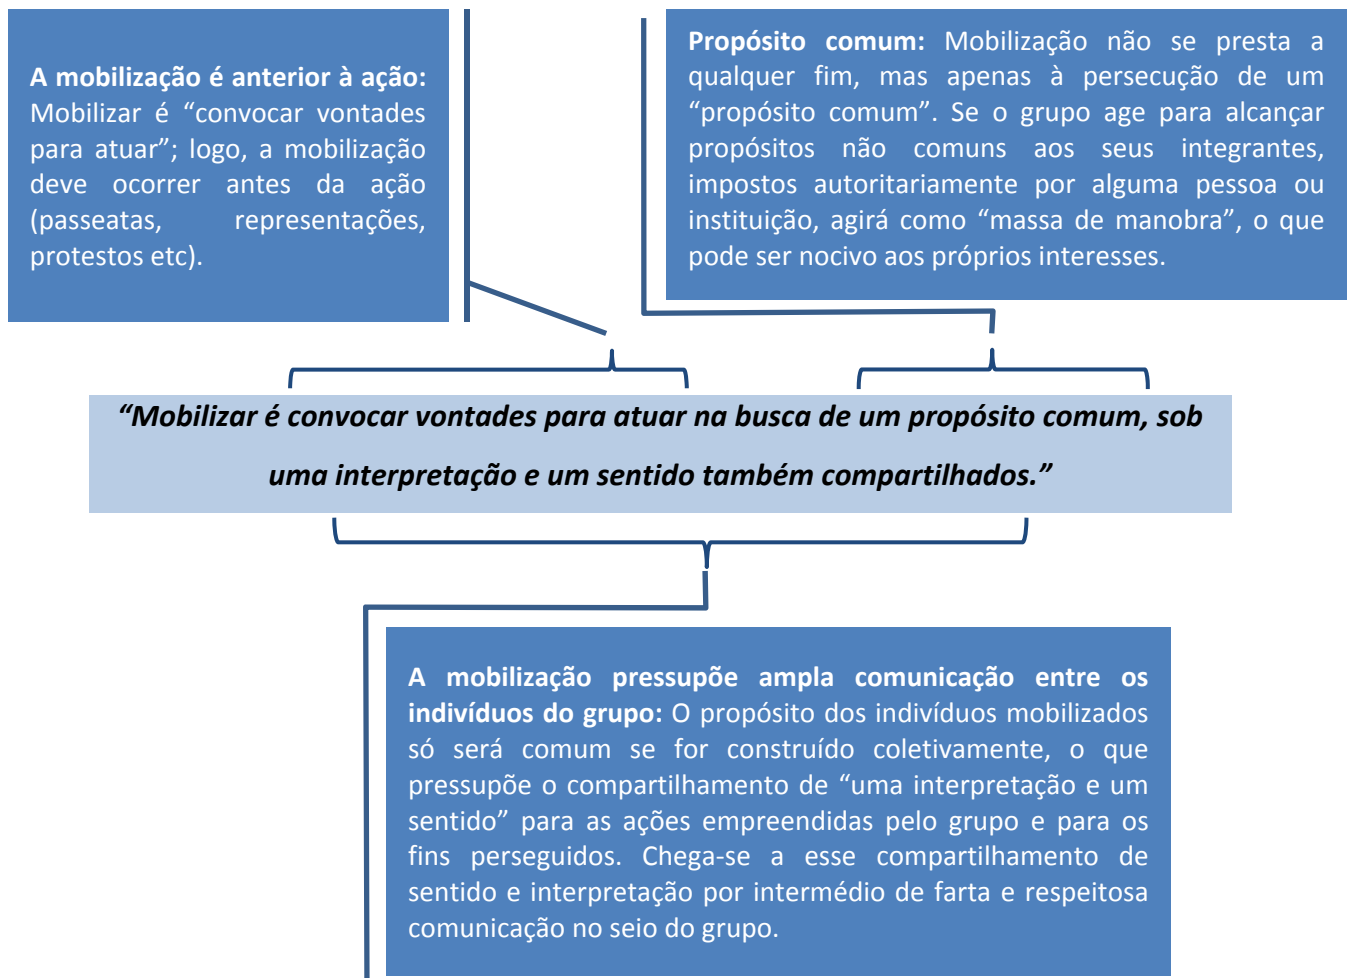 A mobilização é anterior à ação:
Mobilizar é “convocar vontades
para atuar”; logo, a mobilização
deve ocorrer antes da ação
(passeatas, representações,
protestos etc).
Propósito comum: Mobilização não se presta a
qualquer fim, mas apenas à persecução de um
“propósito comum”. Se o grupo age para alcançar
propósitos não comuns aos seus integrantes,
impostos autoritariamente por alguma pessoa ou
instituição, agirá como “massa de manobra”, o que
pode ser nocivo aos próprios interesses.
“Mobilizar é convocar vontades para atuar na busca de um propósito comum, sob
uma interpretação e um sentido também compartilhados.”
A mobilização pressupõe ampla comunicação entre os
indivíduos do grupo: O propósito dos indivíduos mobilizados
só será comum se for construído coletivamente, o que
pressupõe o compartilhamento de “uma interpretação e um
sentido” para as ações empreendidas pelo grupo e para os
fins perseguidos. Chega-se a esse compartilhamento de
sentido e interpretação por intermédio de farta e respeitosa
comunicação no seio do grupo.